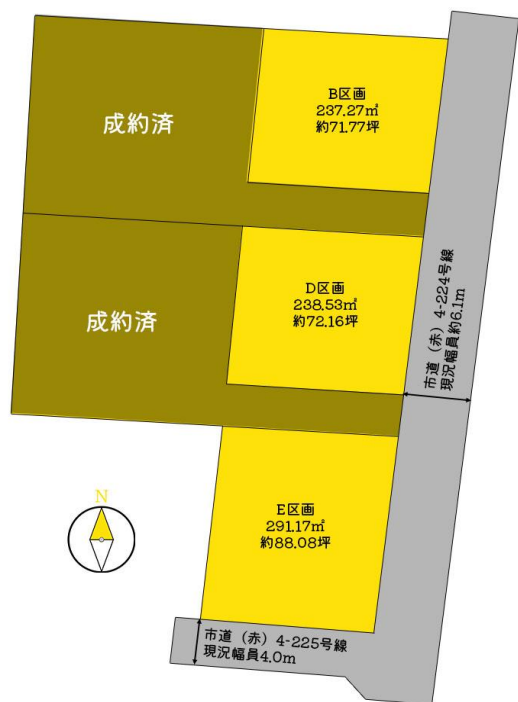 B区画
237.27㎡
約71.77坪
成約済
D区画
238.53㎡
約72.16坪
成約済
市道（赤）4-224号線
現況幅員約6.1m
E区画
291.17㎡
約88.08坪
N
市道（赤）4-225号線
現況幅員4.0m